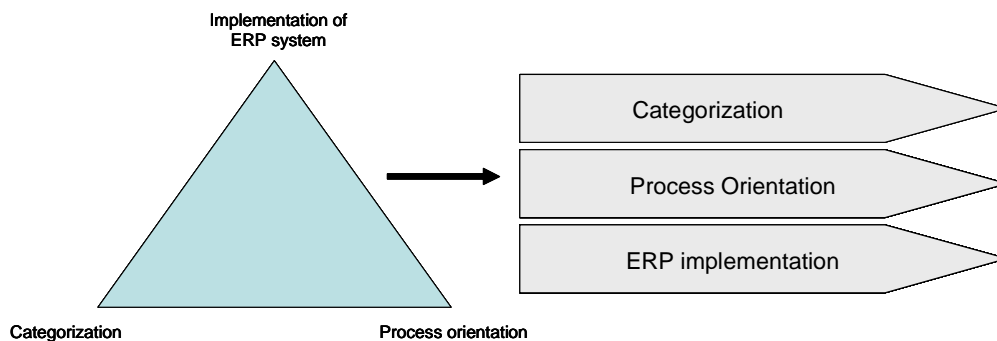 Implementation of
ERP system
Categorization
Process Orientation
ERP implementation
Categorization
Process orientation